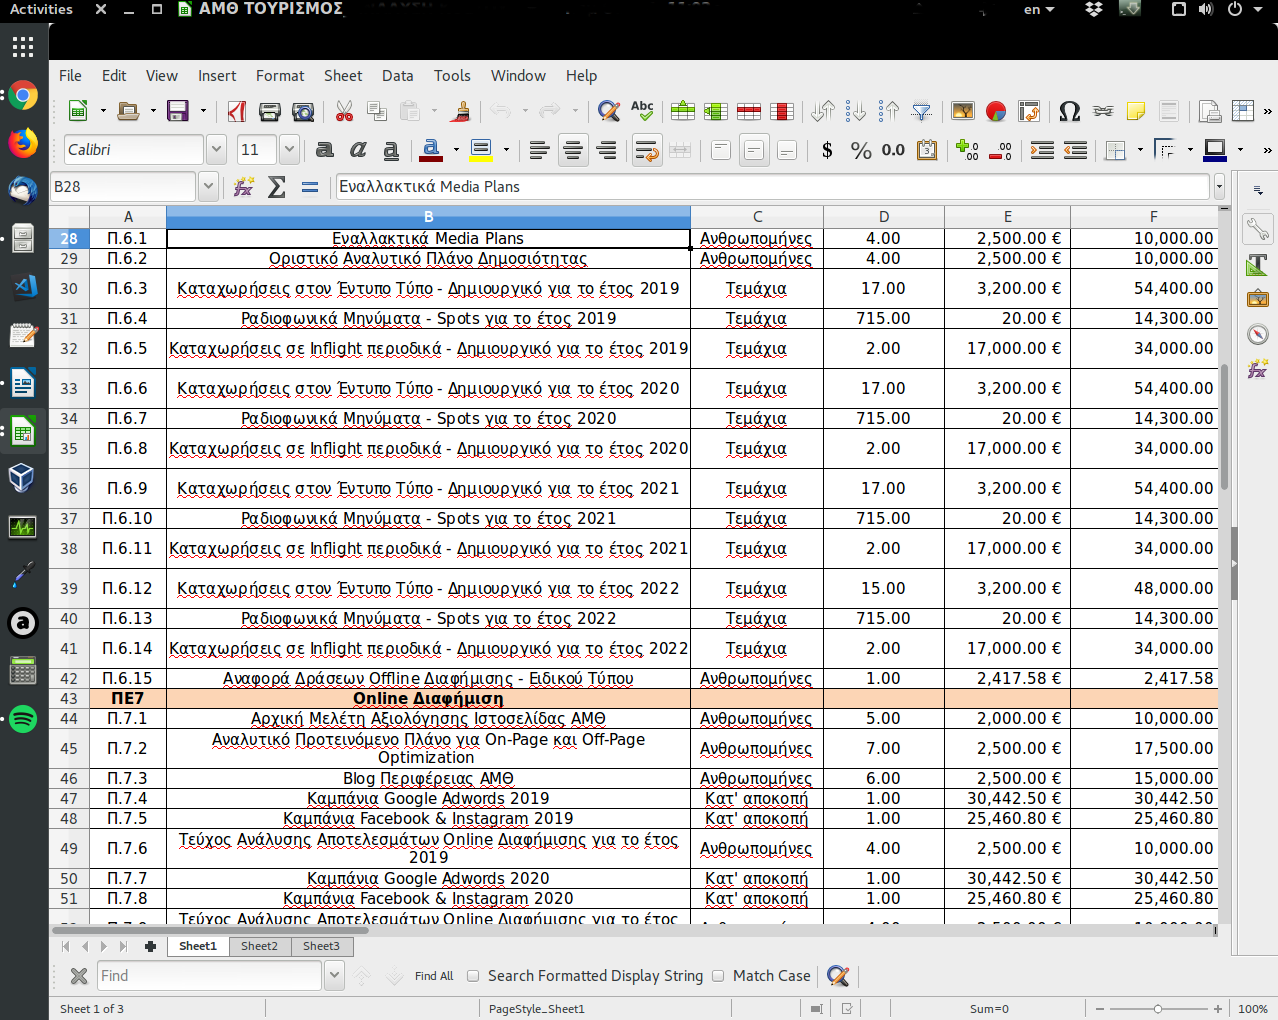 Activities ΑΜΘ ΤΟΥΡΙΣΜΟΣ en
File Edit View Insert Format Sheet Data Tools Window Help
Calibri 11
B28 Εναλλακτικά Media Plans
A B C D E F
28 Π.6.1 Εναλλακτικά Media Plans Ανθρωπομήνες 4.00 2,500.00 € 10,000.00
29 Π.6.2 Οριστικό Αναλυτικό Πλάνο Δημοσιότητας Ανθρωπομήνες 4.00 2,500.00 € 10,000.00
30 Π.6.3 Καταχωρήσεις στον Έντυπο Τύπο - Δημιουργικό για το έτος 2019 Τεμάχια 17.00 3,200.00 € 54,400.00
31 Π.6.4 Ραδιοφωνικά Μηνύματα - Spots για το έτος 2019 Τεμάχια 715.00 20.00 € 14,300.00
32 Π.6.5 Καταχωρήσεις σε Inflight περιοδικά - Δημιουργικό για το έτος 2019 Τεμάχια 2.00 17,000.00 € 34,000.00
33 Π.6.6 Καταχωρήσεις στον Έντυπο Τύπο - Δημιουργικό για το έτος 2020 Τεμάχια 17.00 3,200.00 € 54,400.00
34 Π.6.7 Ραδιοφωνικά Μηνύματα - Spots για το έτος 2020 Τεμάχια 715.00 20.00 € 14,300.00
35 Π.6.8 Καταχωρήσεις σε Inflight περιοδικά - Δημιουργικό για το έτος 2020 Τεμάχια 2.00 17,000.00 € 34,000.00
36 Π.6.9 Καταχωρήσεις στον Έντυπο Τύπο - Δημιουργικό για το έτος 2021 Τεμάχια 17.00 3,200.00 € 54,400.00
37 Π.6.10 Ραδιοφωνικά Μηνύματα - Spots για το έτος 2021 Τεμάχια 715.00 20.00 € 14,300.00
38 Π.6.11 Καταχωρήσεις σε Inflight περιοδικά - Δημιουργικό για το έτος 2021 Τεμάχια 2.00 17,000.00 € 34,000.00
39 Π.6.12 Καταχωρήσεις στον Έντυπο Τύπο - Δημιουργικό για το έτος 2022 Τεμάχια 15.00 3,200.00 € 48,000.00
40 Π.6.13 Ραδιοφωνικά Μηνύματα - Spots για το έτος 2022 Τεμάχια 715.00 20.00 € 14,300.00
41 Π.6.14 Καταχωρήσεις σε Inflight περιοδικά - Δημιουργικό για το έτος 2022 Τεμάχια 2.00 17,000.00 € 34,000.00
42 Π.6.15 Αναφορά Δράσεων Offline Διαφήμισης - Ειδικού Τύπου Ανθρωπομήνες 1.00 2,417.58 € 2,417.58
43 ΠΕ7 Online Διαφήμιση
44 Π.7.1 Αρχική Μελέτη Αξιολόγησης Ιστοσελίδας ΑΜΘ Ανθρωπομήνες 5.00 2,000.00 € 10,000.00
45 Π.7.2 Αναλυτικό Προτεινόμενο Πλάνο για On-Page και Off-Page
Optimization Ανθρωπομήνες 7.00 2,500.00 € 17,500.00
46 Π.7.3 Blog Περιφέρειας ΑΜΘ Ανθρωπομήνες 6.00 2,500.00 € 15,000.00
47 Π.7.4 Καμπάνια Google Adwords 2019 Κατ' αποκοπή 1.00 30,442.50 € 30,442.50
48 Π.7.5 Καμπάνια Facebook & Instagram 2019 Κατ' αποκοπή 1.00 25,460.80 € 25,460.80
49 Π.7.6 Τεύχος Ανάλυσης Αποτελεσμάτων Online Διαφήμισης για το έτος
2019 Ανθρωπομήνες 4.00 2,500.00 € 10,000.00
50 Π.7.7 Καμπάνια Google Adwords 2020 Κατ' αποκοπή 1.00 30,442.50 € 30,442.50
51 Π.7.8 Καμπάνια Facebook & Instagram 2020 Κατ' αποκοπή 1.00 25,460.80 € 25,460.80
Τεύχος Ανάλυσης Αποτελεσμάτων Online Διαφήμισης για το έτος
Sheet1 Sheet2 Sheet3
Find Find All Search Formatted Display String Match Case
Sheet 1 of 3 PageStyle_Sheet1 Sum=0 100%